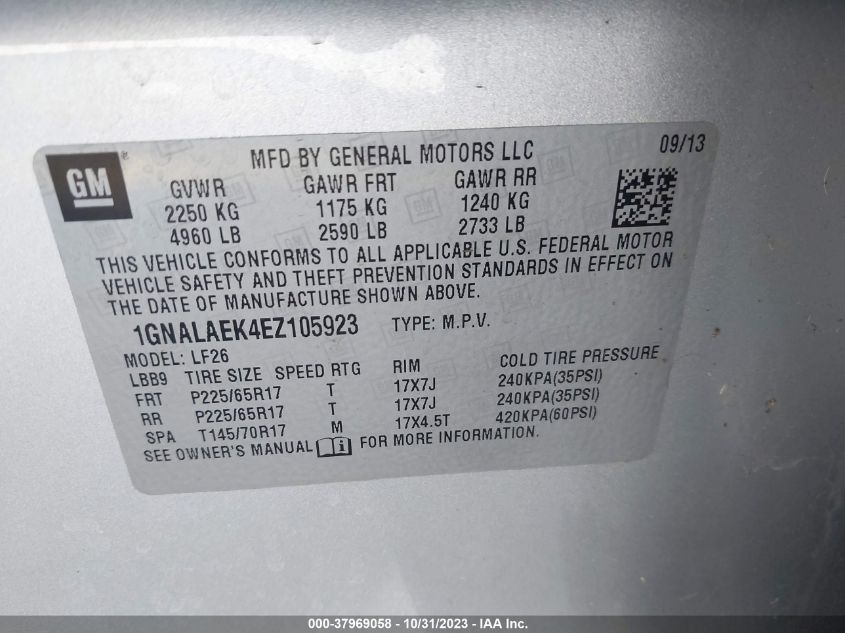 GM
®
MFD BY GENERAL MOTORS LLC 09/13
GVWR GAWR FRT GAWR RR
2250 KG 1175 KG 1240 KG
4960 LB 2590 LB 2733 LB
THIS VEHICLE CONFORMS TO ALL APPLICABLE U.S. FEDERAL MOTOR
VEHICLE SAFETY AND THEFT PREVENTION STANDARDS IN EFFECT ON
THE DATE OF MANUFACTURE SHOWN ABOVE.
1GNALAEK4EZ105923 TYPE: M.P.V.
MODEL: LF26
LBB9 TIRE SIZE SPEED RTG RIM COLD TIRE PRESSURE
FRT P225/65R17 T 17X7J 240KPA(35PSI)
RR P225/65R17 T 17X7J 240KPA(35PSI)
SPA T145/70R17 M 17X4.5T 420KPA(60PSI)
SEE OWNER'S MANUAL FOR MORE INFORMATION.
000-37969058 - 10/31/2023 - IAA Inc.